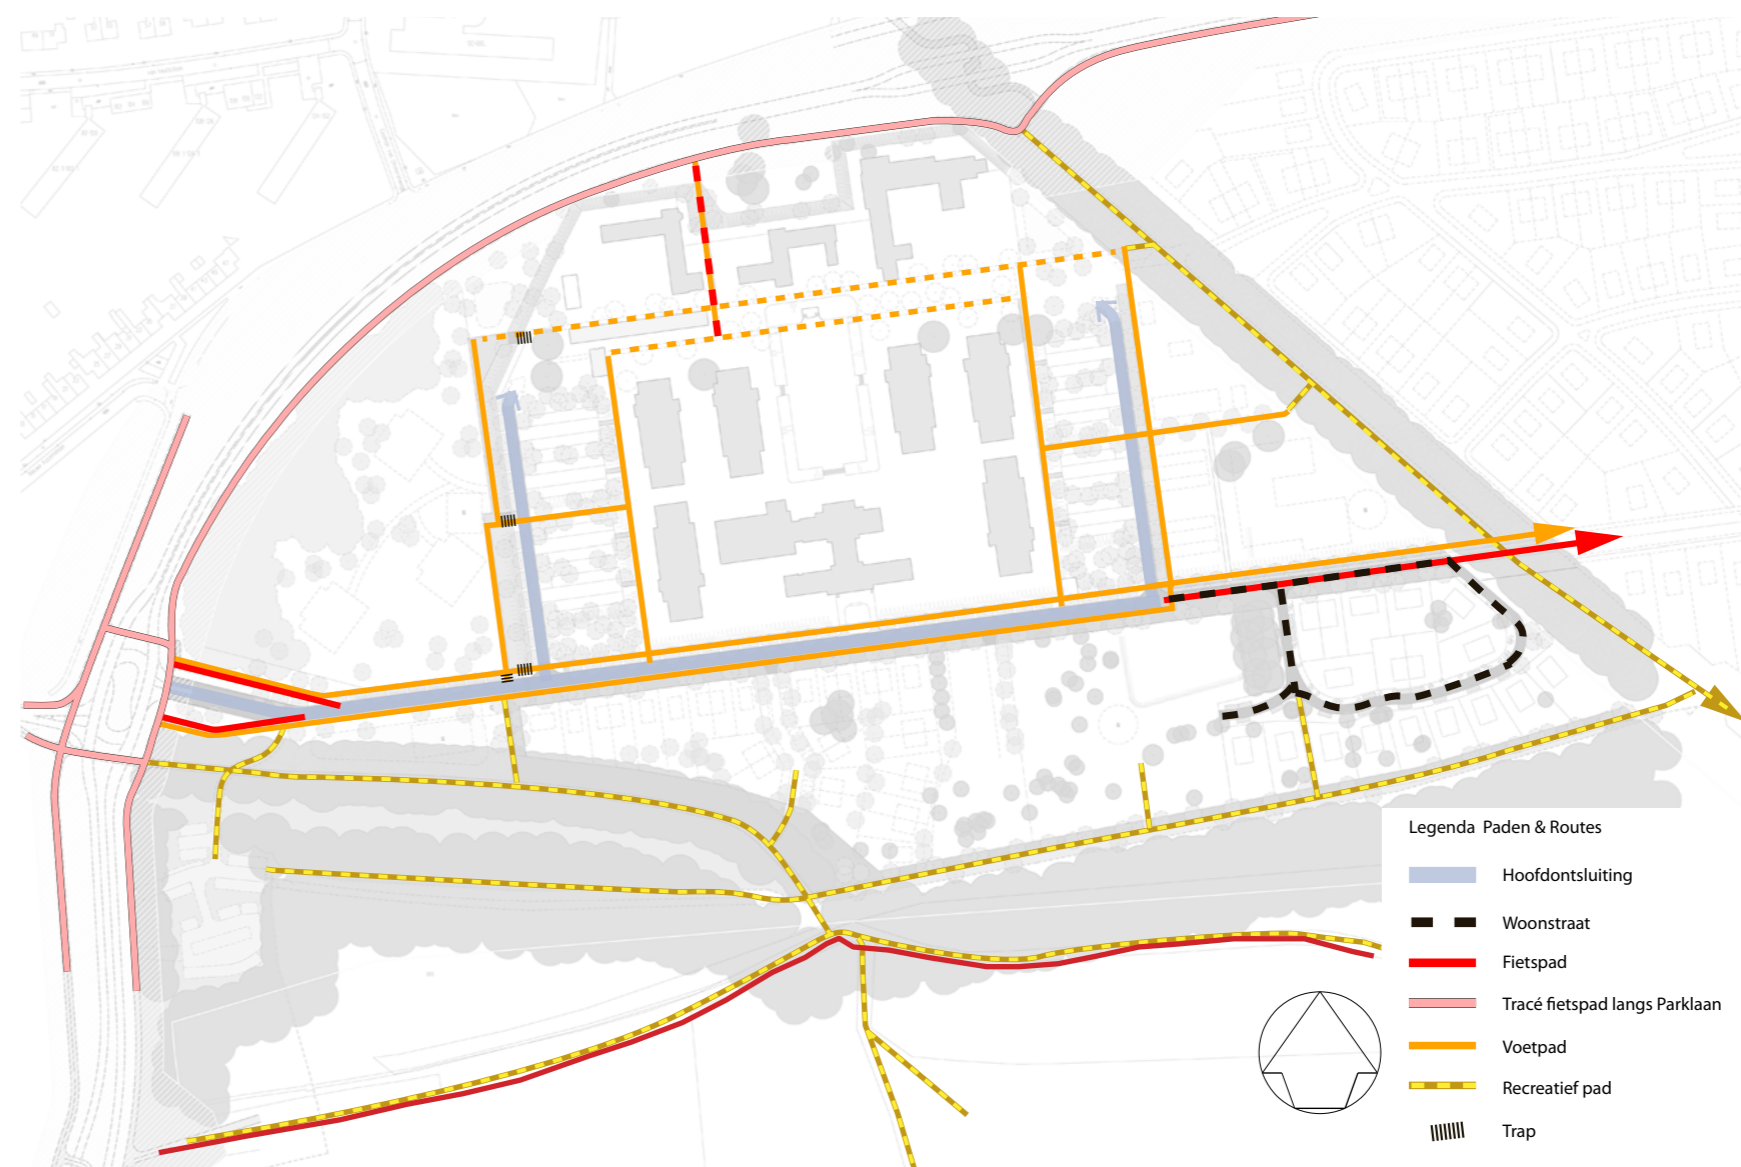 Legenda Paden & Routes
Hoofdontsluiting
Woonstraat
Fietspad
Tracé fietspad langs Parklaan
Voetpad
Recreatief pad
Trap